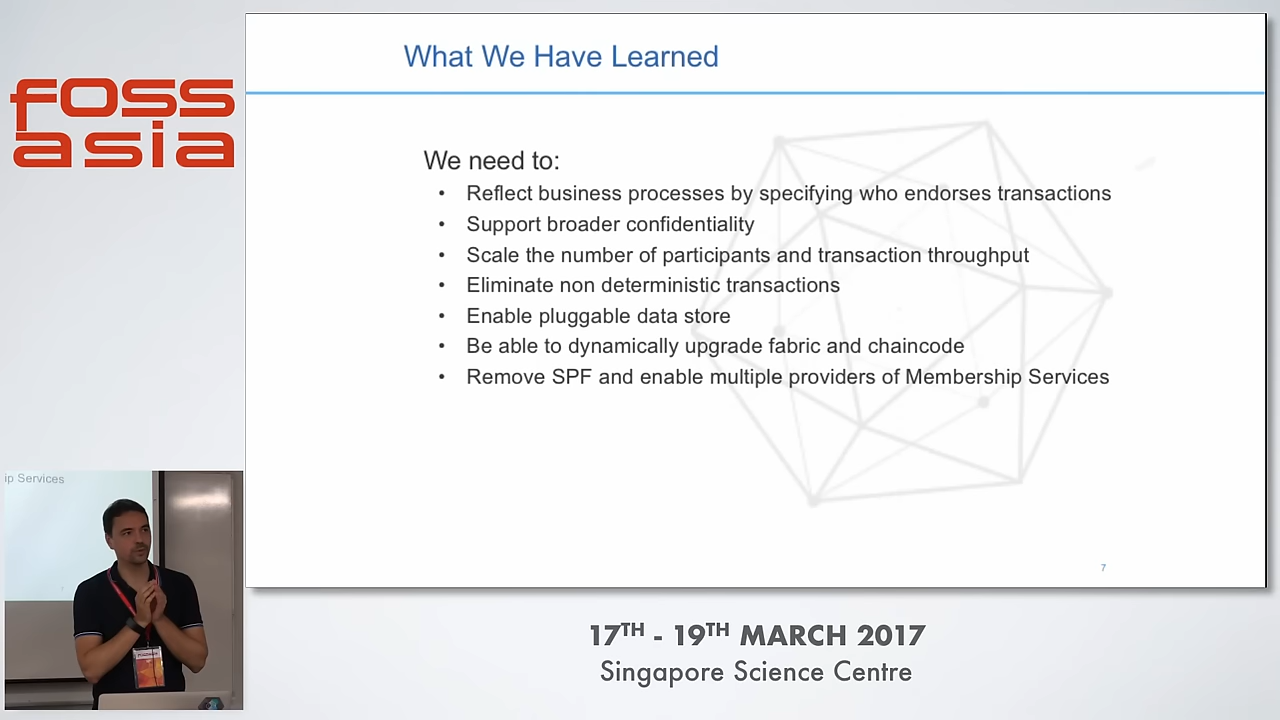 foss
asia
What We Have Learned
We need to:
• Reflect business processes by specifying who endorses transactions
• Support broader confidentiality
• Scale the number of participants and transaction throughput
• Eliminate non deterministic transactions
• Enable pluggable data store
• Be able to dynamically upgrade fabric and chaincode
• Remove SPF and enable multiple providers of Membership Services
7
ip Services
17TH - 19TH MARCH 2017
Singapore Science Centre